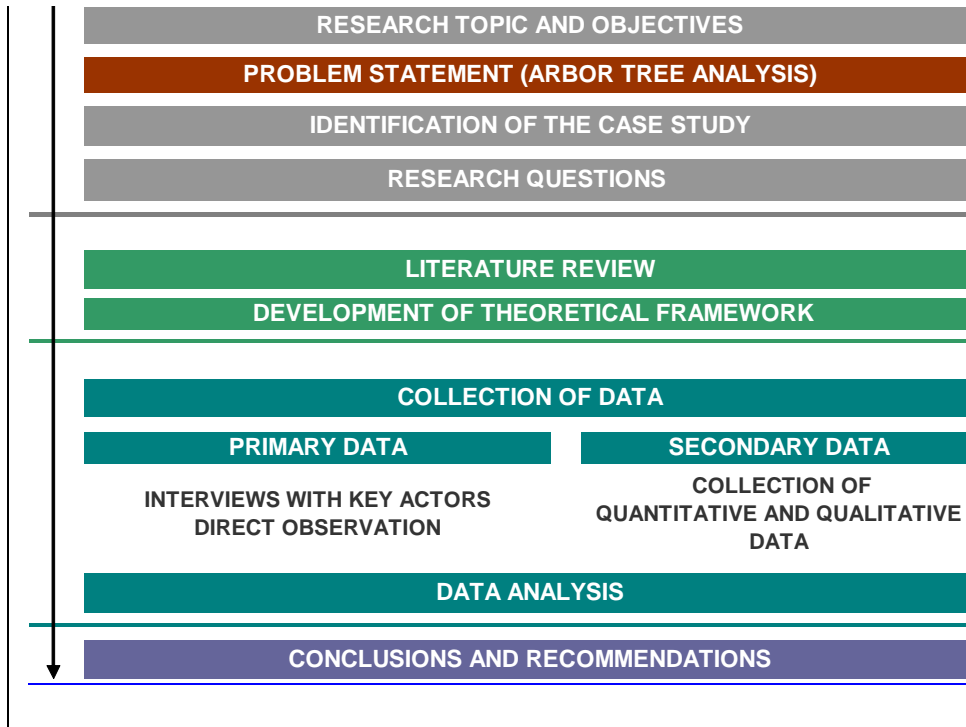 RESEARCH TOPIC AND OBJECTIVES
PROBLEM STATEMENT (ARBOR TREE ANALYSIS)
IDENTIFICATION OF THE CASE STUDY
RESEARCH QUESTIONS
LITERATURE REVIEW
DEVELOPMENT OF THEORETICAL FRAMEWORK
COLLECTION OF DATA
PRIMARY DATA
INTERVIEWS WITH KEY ACTORS
DIRECT OBSERVATION
SECONDARY DATA
COLLECTION OF
QUANTITATIVE AND QUALITATIVE
DATA
DATA ANALYSIS
CONCLUSIONS AND RECOMMENDATIONS